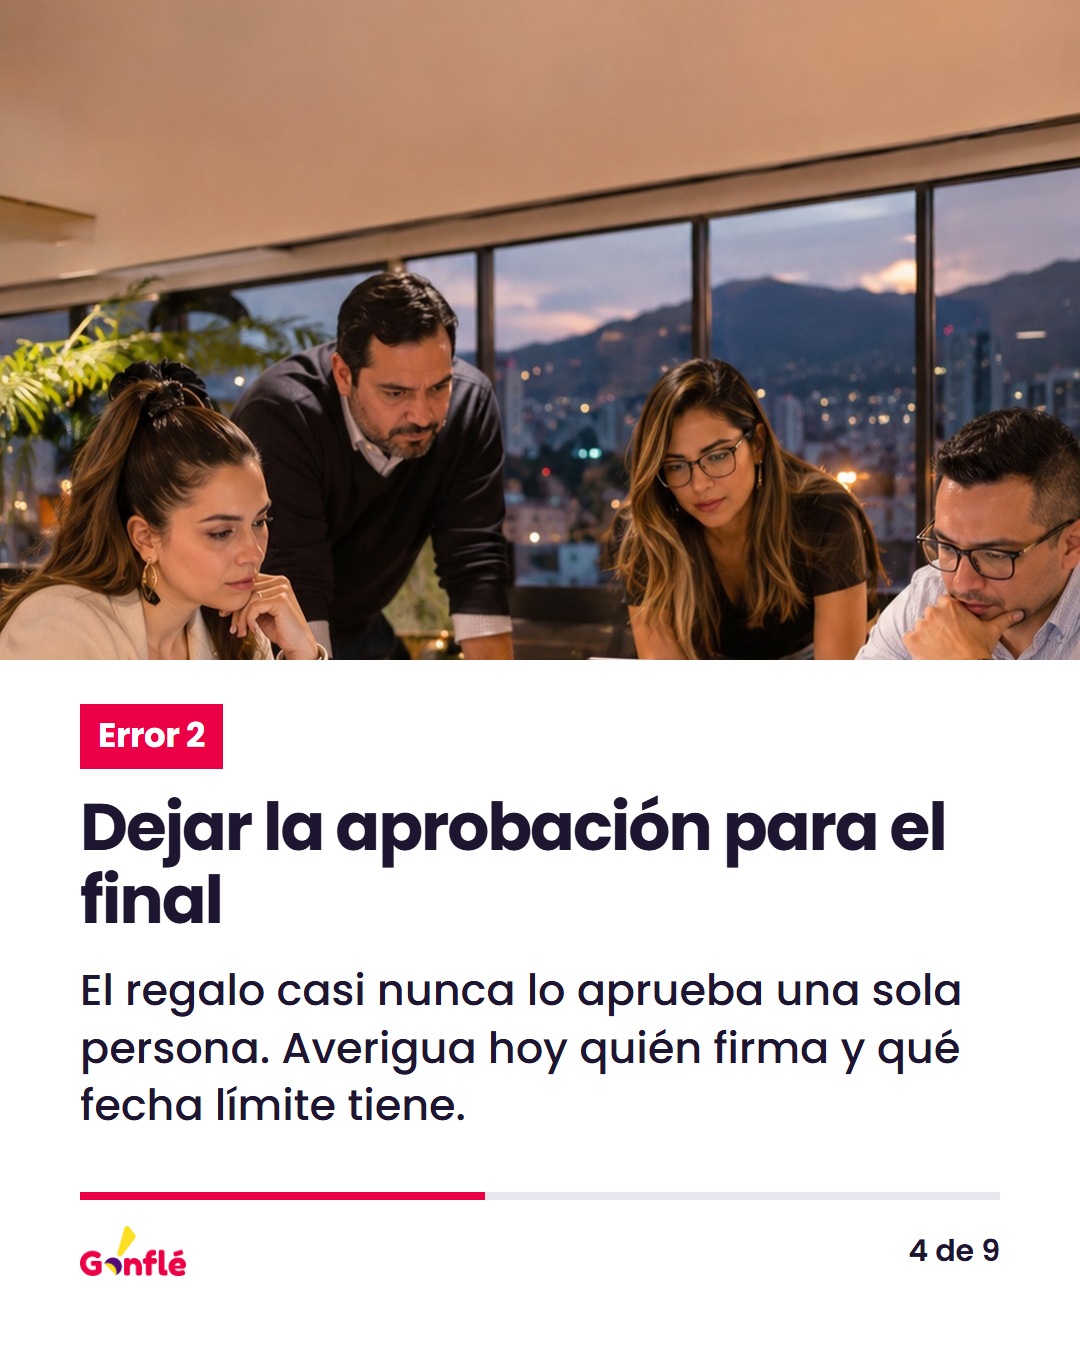 Error 2
Dejar la aprobación para el
final
El regalo casi nunca lo aprueba una sola
persona. Averigua hoy quién firma y qué
fecha límite tiene.
Gonflé
4 de 9